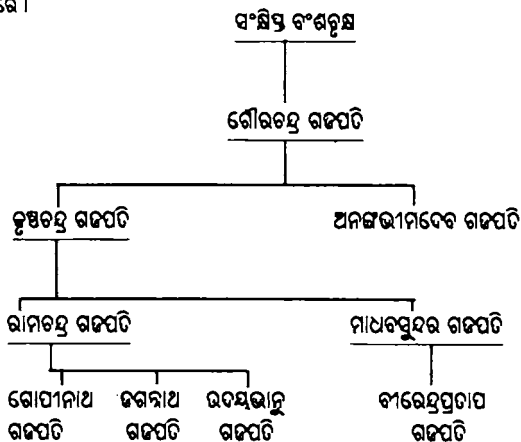 ରେ ।
ସଂକ୍ଷିପ୍ତ ବଂଶବୃକ୍ଷ
ଗୌରଚନ୍ଦ୍ର ଗଜପତି
କୃଷ୍ଣଚନ୍ଦ୍ର ଗଜପତି ଅନଙ୍ଗଭୀମଦେବ ଗଜପତି
ରାମଚନ୍ଦ୍ର ଗଜପତି ମାଧବସୁନ୍ଦର ଗଜପତି
ଗୋପୀନାଥ ଜଗନ୍ନାଥ ଉଦୟଭାନୁ ବୀରେନ୍ଦ୍ରପ୍ରତାପ
ଗଜପତି ଗଜପତି ଗଜପତି ଗଜପତି